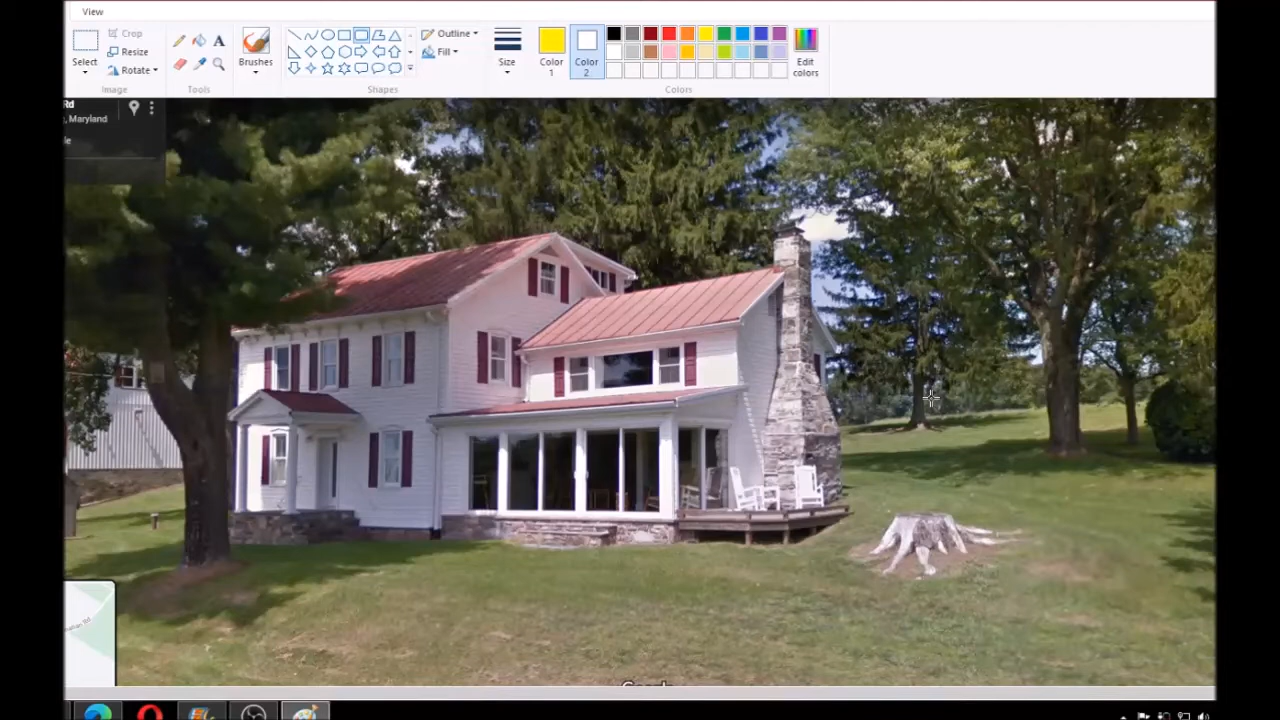 View
Crop
Resize
Rotate
Select
Image
Tools
Brushes
Shapes
Outline
Fill
Size
Color 1
Color 2
Edit colors
Colors
Rd
, Maryland
le